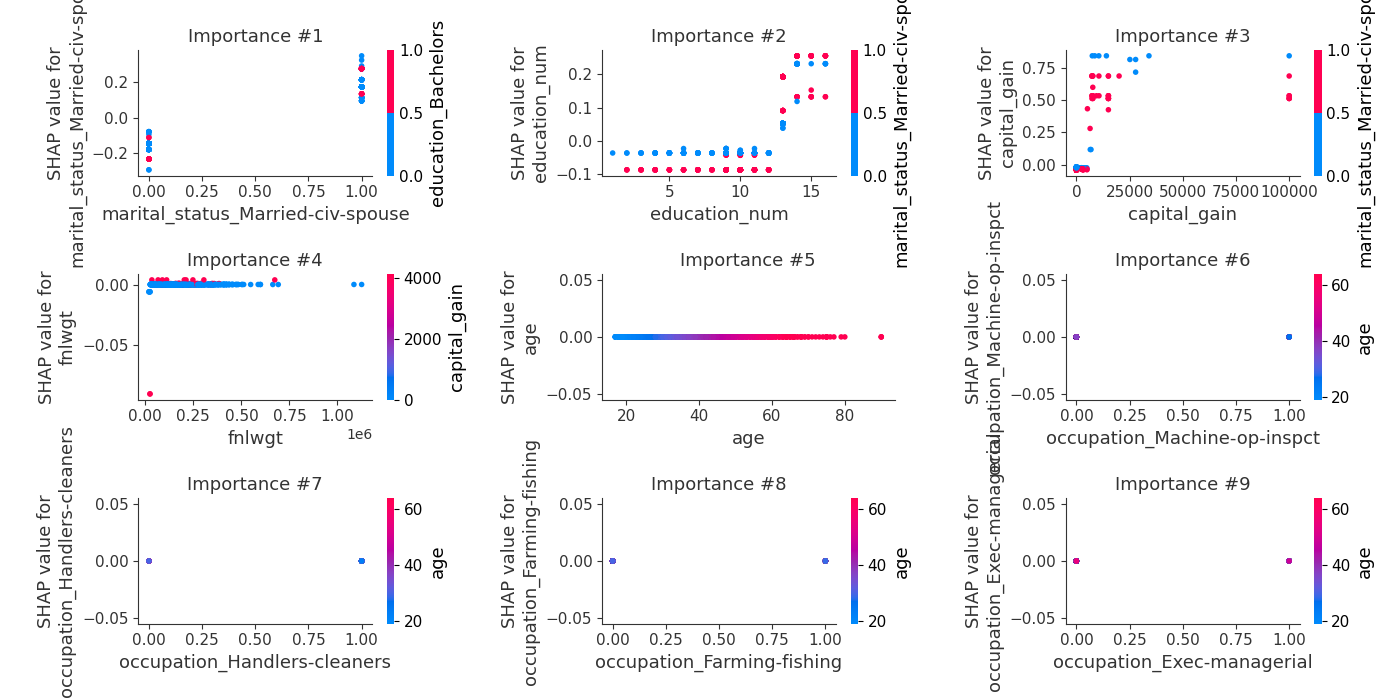 Importance #1
SHAP value for
marital_status_Married-civ-spouse
0.2
0.0
−0.2
0.00 0.25 0.50 0.75 1.00
marital_status_Married-civ-spouse
1.0
0.5
0.0
education_Bachelors
Importance #2
SHAP value for
education_num
0.2
0.1
0.0
−0.1
5 10 15
education_num
1.0
0.5
0.0
marital_status_Married-civ-spo
Importance #3
SHAP value for
capital_gain
0.75
0.50
0.25
0.00
0 25000 50000 75000 100000
capital_gain
1.0
0.5
0.0
marital_status_Married-civ-spo
Importance #4
SHAP value for
fnlwgt
0.00
−0.05
0.00 0.25 0.50 0.75 1.00
1e6
fnlwgt
4000
2000
0
capital_gain
Importance #5
SHAP value for
age
0.05
0.00
−0.05
20 40 60 80
age
Importance #6
SHAP value for
occupation_Machine-op-inspct
0.05
0.00
−0.05
0.00 0.25 0.50 0.75 1.00
occupation_Machine-op-inspct
60
40
20
age
Importance #7
SHAP value for
occupation_Handlers-cleaners
0.05
0.00
−0.05
0.00 0.25 0.50 0.75 1.00
occupation_Handlers-cleaners
60
40
20
age
Importance #8
SHAP value for
occupation_Farming-fishing
0.05
0.00
−0.05
0.00 0.25 0.50 0.75 1.00
occupation_Farming-fishing
60
40
20
age
Importance #9
SHAP value for
occupation_Exec-managerial
0.05
0.00
−0.05
0.00 0.25 0.50 0.75 1.00
occupation_Exec-managerial
60
40
20
age